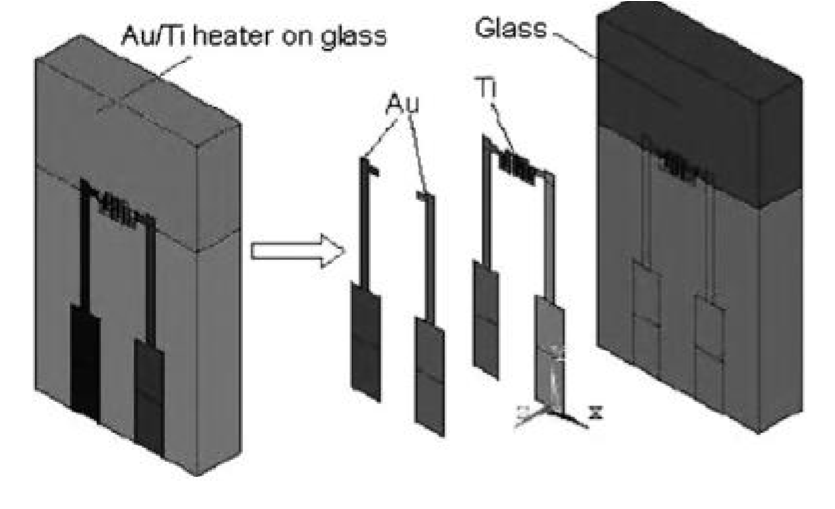 Au/Ti heater on glass
Glass
Au
Ti
z
x